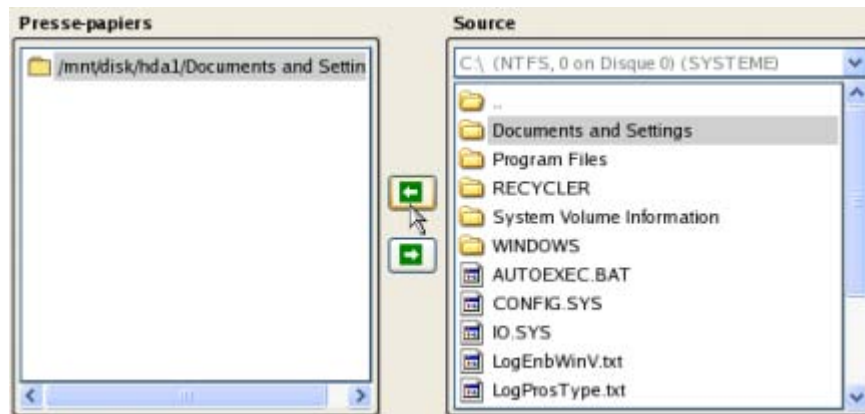 Presse-papiers
/mnt/disk/hda1/Documents and Settin
Source
C:\ (NTFS, 0 on Disque 0) (SYSTEME)
..
Documents and Settings
Program Files
RECYCLER
System Volume Information
WINDOWS
AUTOEXEC.BAT
CONFIG.SYS
IO.SYS
LogEnbWinV.txt
LogProsType.txt